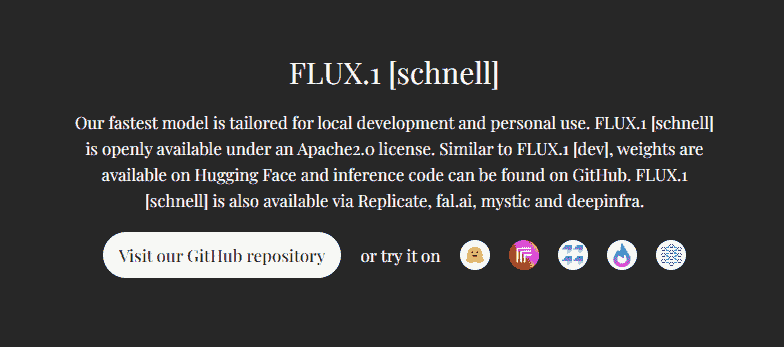 FLUX.1 [schnell]
Our fastest model is tailored for local development and personal use. FLUX.1 [schnell]
is openly available under an Apache2.0 license. Similar to FLUX.1 [dev], weights are
available on Hugging Face and inference code can be found on GitHub. FLUX.1
[schnell] is also available via Replicate, fal.ai, mystic and deepinfra.
Visit our GitHub repository or try it on